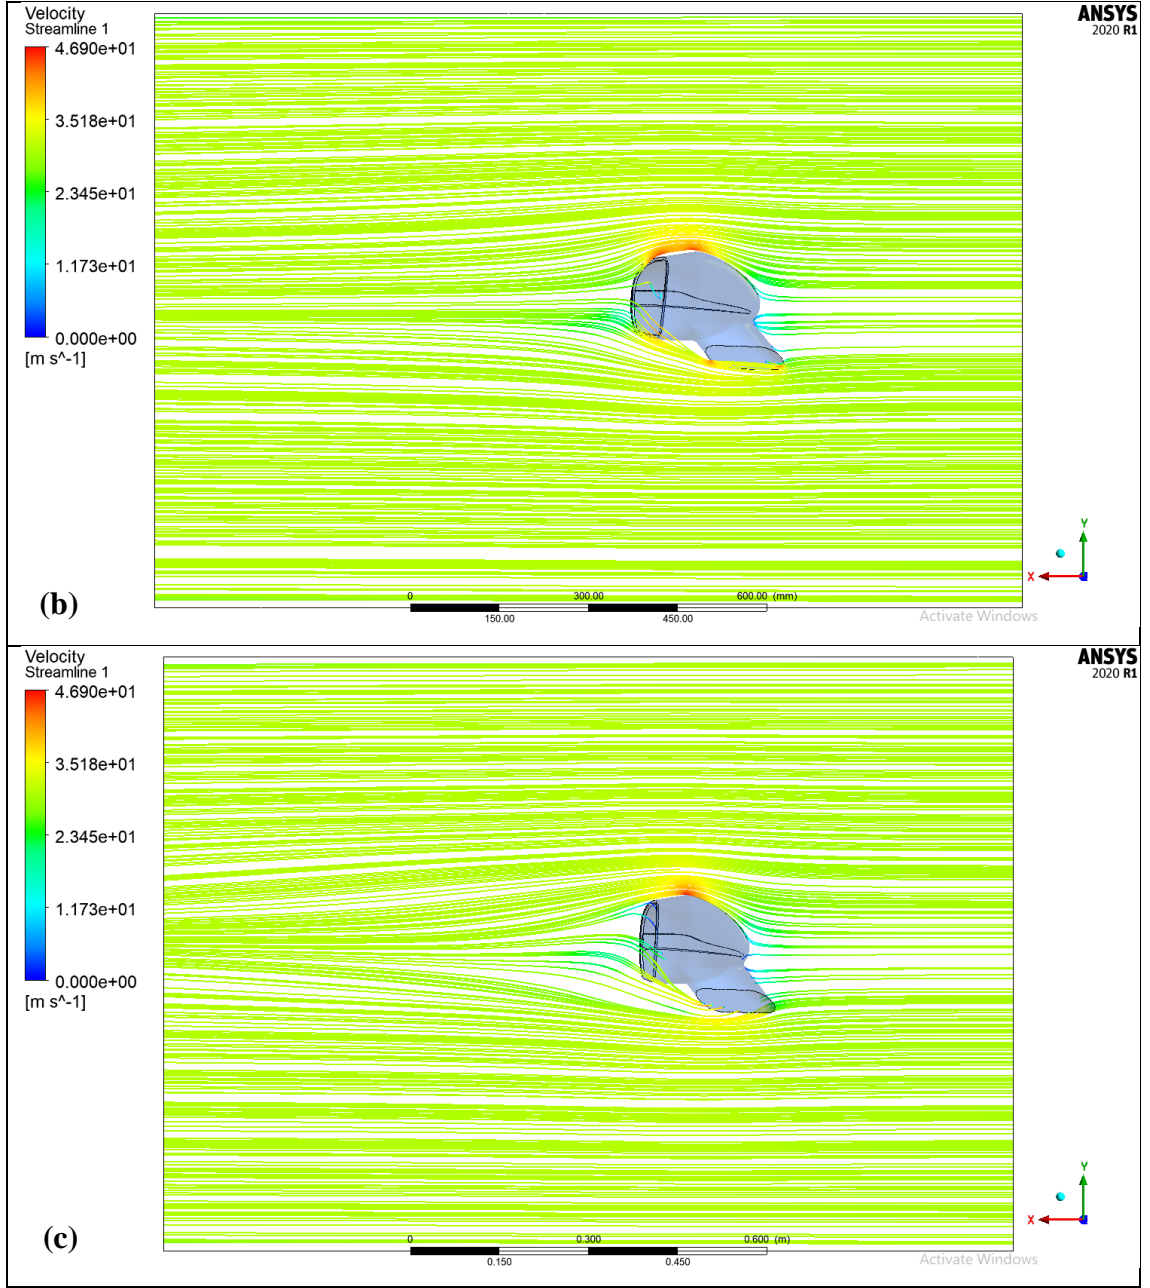 Velocity
Streamline 1
4.690e+01
3.518e+01
2.345e+01
1.173e+01
0.000e+00
[m s^-1]
ANSYS
2020 R1
Y
X
(b)
0 300.00 600.00 (mm)
150.00 450.00
Activate Windows
Velocity
Streamline 1
4.690e+01
3.518e+01
2.345e+01
1.173e+01
0.000e+00
[m s^-1]
ANSYS
2020 R1
Y
X
(c)
0 0.300 0.600 (m)
0.150 0.450
Activate Windows